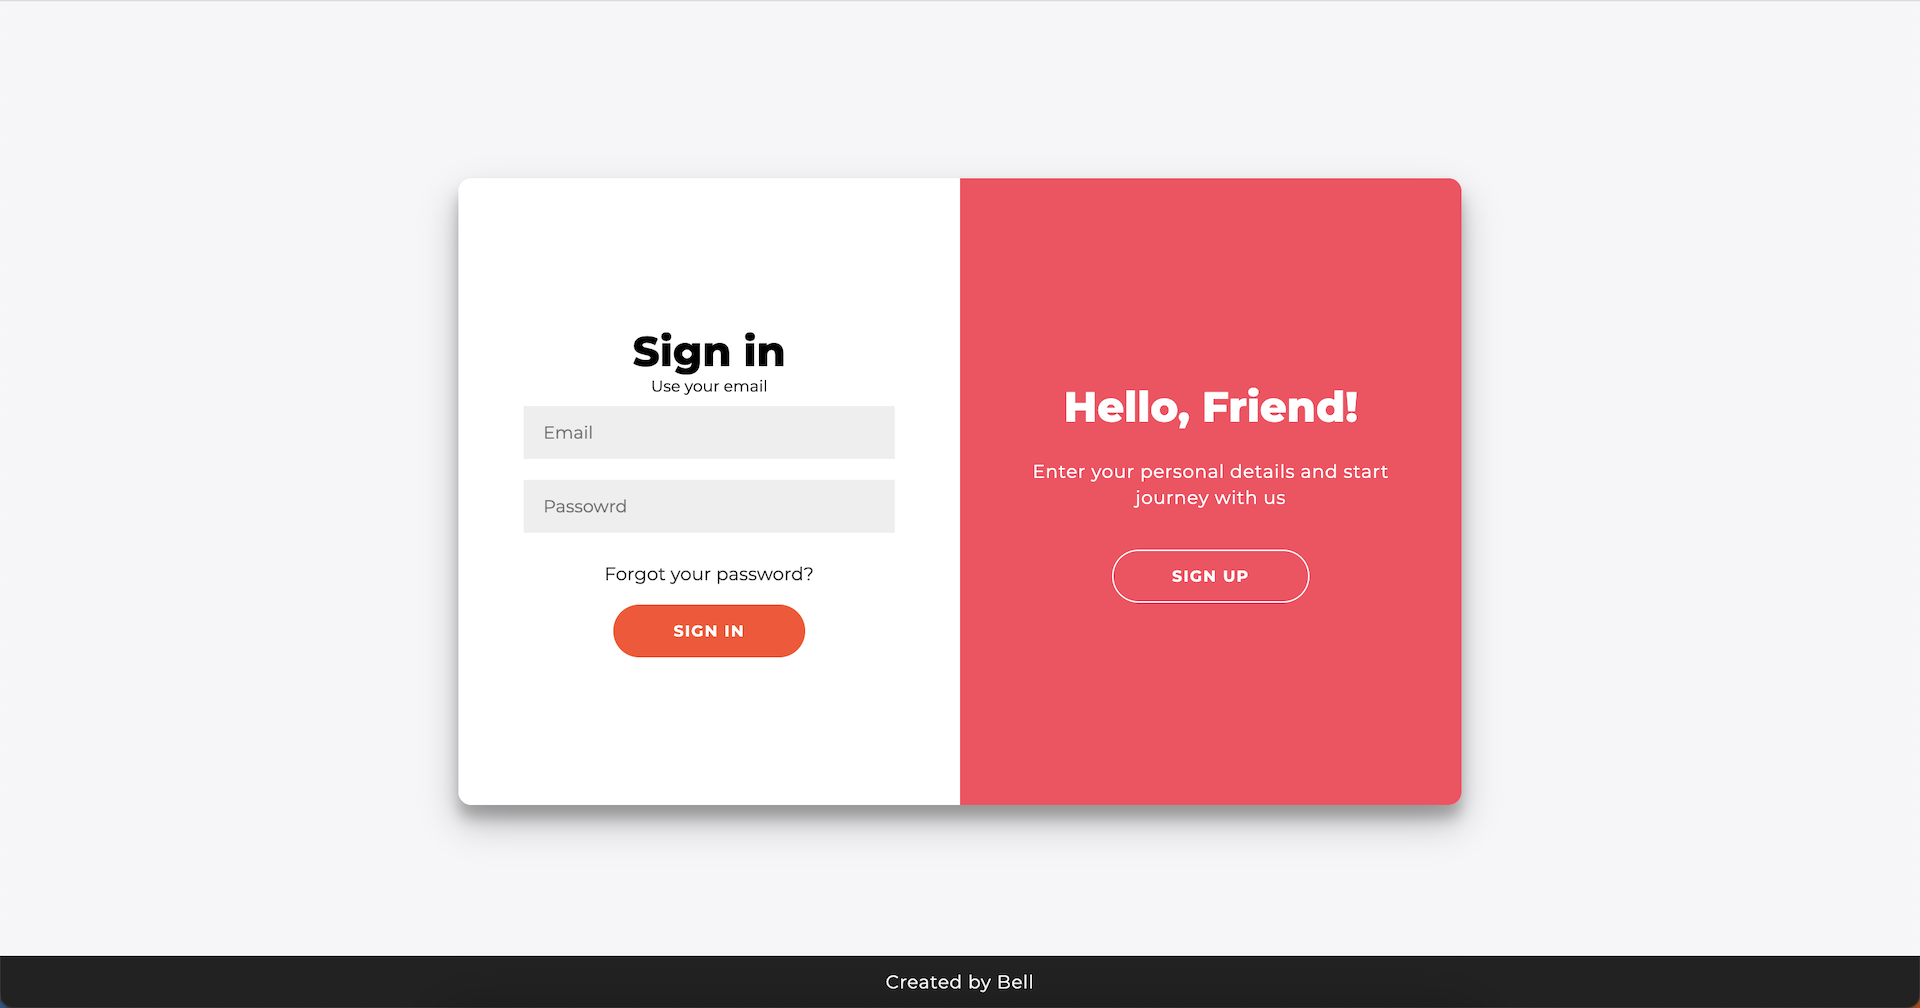 Sign in
Use your email
Email
Passowrd
Forgot your password?
SIGN IN
Hello, Friend!
Enter your personal details and start
journey with us
SIGN UP
Created by Bell